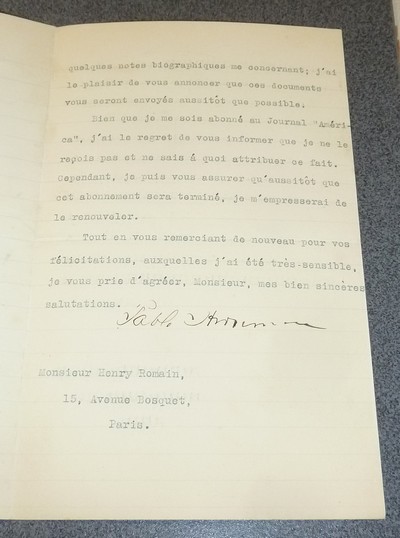 quelques notes biographiques me concernant; j'ai
le plaisir de vous annoncer que ces documents
vous seront envoyés aussitôt que possible.
Bien que je me sois abonné au Journal "Améri-
ca", j'ai le regret de vous informer que je ne le
reçois pas et ne sais á quoi attribuer ce fait.
Cependant, je puis vous assurer qu'aussitôt que
cet abonnement sera terminé, je m'empresserai de
le renouveler.
Tout en vous remerciant de nouveau pour vos
félicitations, auxquelles j'ai été très-sensible,
je vous prie d'agréer, Monsieur, mes bien sincères
salutations.
Monsieur Henry Romain,
15, Avenue Bosquet,
Paris.